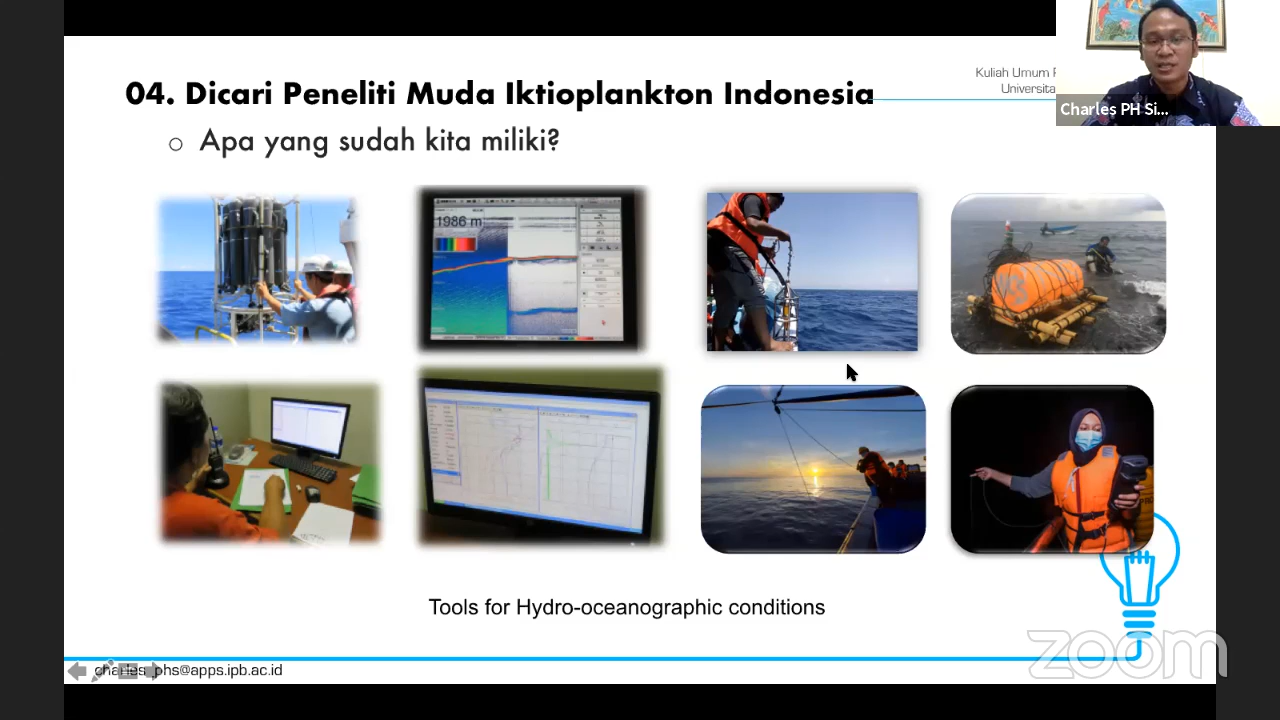 04. Dicari Peneliti Muda Iktioplankton Indonesia
Kuliah Umum
Universita
Charles PH Si...
Apa yang sudah kita miliki?
1986 m
Tools for Hydro-oceanographic conditions
charles_phs@apps.ipb.ac.id
zoom